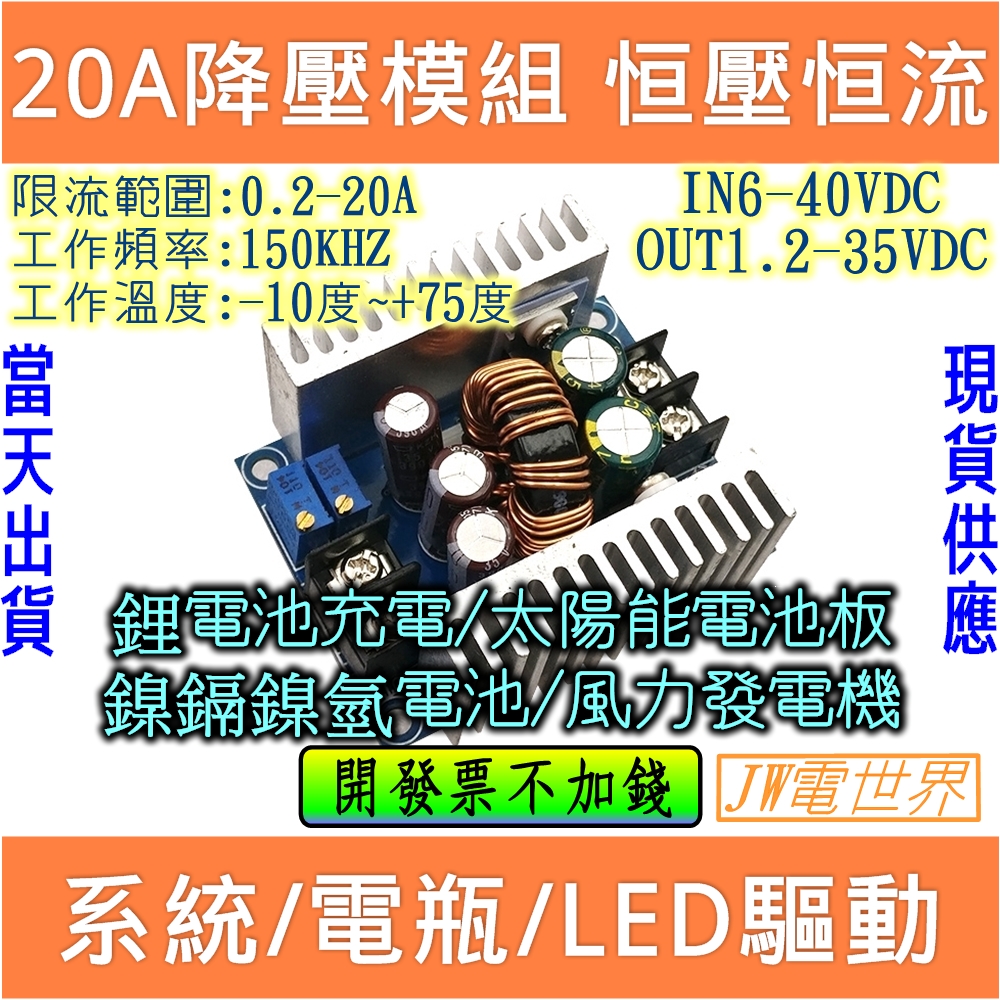 20A降壓模組 恒壓恒流
限流範圍:0.2-20A
工作頻率:150KHZ
工作溫度:-10度~+75度
IN6-40VDC
OUT1.2-35VDC
當天出貨
現貨供應
鋰電池充電/太陽能電池板
鎳鎘鎳氫電池/風力發電機
開發票不加錢
JW電世界
系統/電瓶/LED驅動